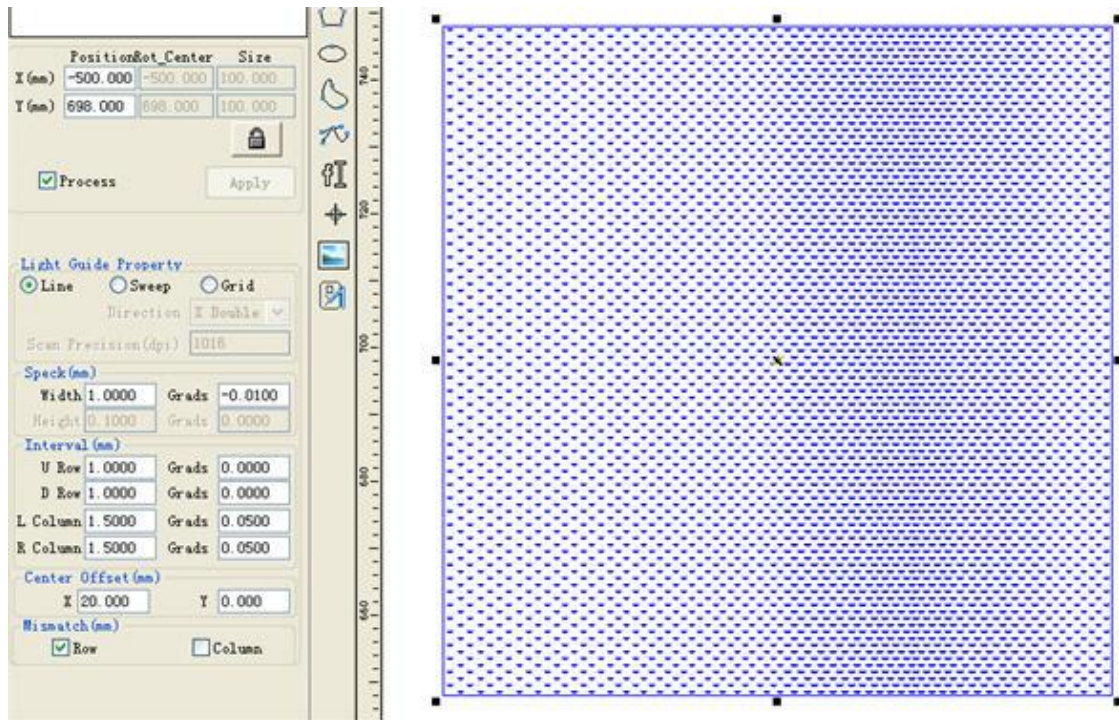 Position Rot_Center Size
X(mm) -500.000 -500.000 100.000
Y(mm) 698.000 698.000 100.000
Process Apply
Light Guide Property
Line Sweep Grid
Direction X Double
Scan Precision(dpi) 1016
Speck(mm)
Width 1.0000 Grads -0.0100
Height 0.1000 Grads 0.0000
Interval(mm)
U Row 1.0000 Grads 0.0000
D Row 1.0000 Grads 0.0000
L Column 1.5000 Grads 0.0500
R Column 1.5000 Grads 0.0500
Center Offset(mm)
X 20.000 Y 0.000
Mismatch(mm)
Row Column
740
720
700
680
660